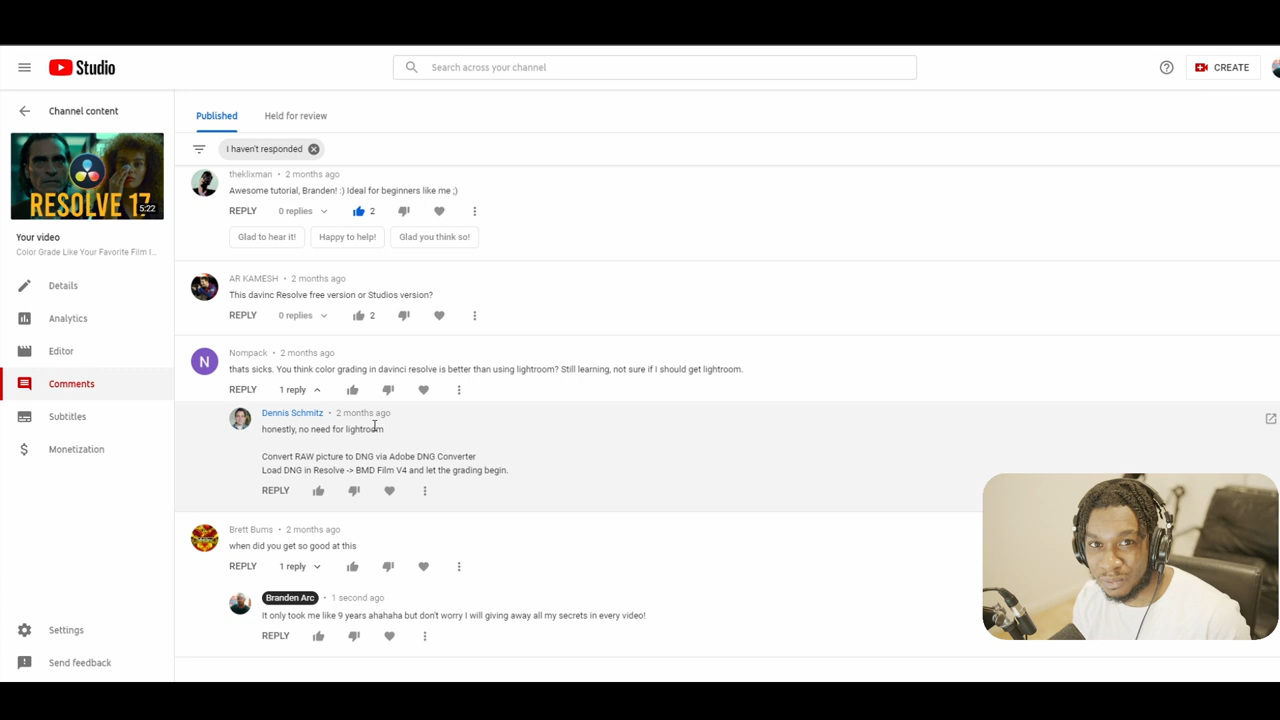 Studio
Search across your channel
CREATE
Channel content
Published
Held for review
I haven't responded
RESOLVE 17
5:22
Your video
Color Grade Like Your Favorite Film I...
Details
Analytics
Editor
Comments
Subtitles
Monetization
Settings
Send feedback
theklixman • 2 months ago
Awesome tutorial, Branden! :) Ideal for beginners like me ;)
REPLY 0 replies 2
Glad to hear it! Happy to help! Glad you think so!
AR KAMESH • 2 months ago
This davinc Resolve free version or Studios version?
REPLY 0 replies 2
N
Nompack • 2 months ago
thats sicks. You think color grading in davinci resolve is better than using lightroom? Still learning, not sure if I should get lightroom.
REPLY 1 reply
Dennis Schmitz • 2 months ago
honestly, no need for lightroom
Convert RAW picture to DNG via Adobe DNG Converter
Load DNG in Resolve -> BMD Film V4 and let the grading begin.
REPLY
Brett Bums • 2 months ago
when did you get so good at this
REPLY 1 reply
Branden Arc • 1 second ago
It only took me like 9 years ahahaha but don't worry I will giving away all my secrets in every video!
REPLY